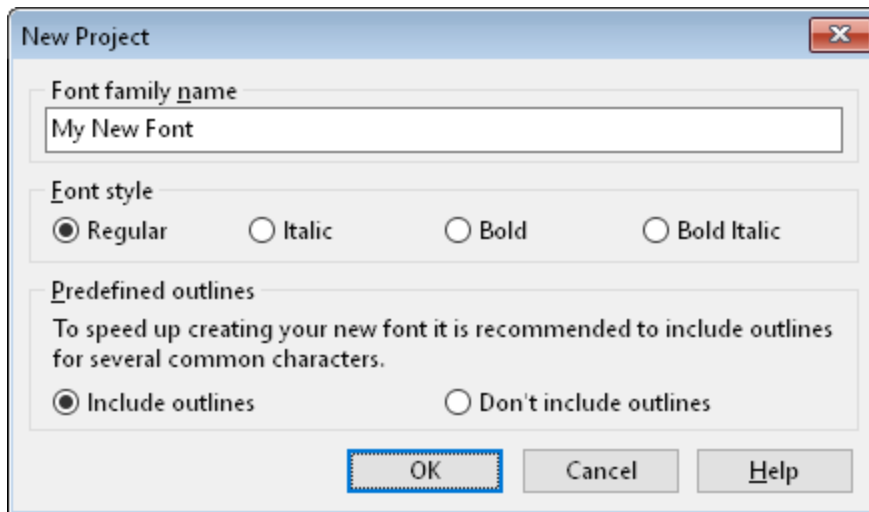 New Project
Font family name
My New Font
Font style
Regular Italic Bold Bold Italic
Predefined outlines
To speed up creating your new font it is recommended to include outlines
for several common characters.
Include outlines Don't include outlines
OK Cancel Help